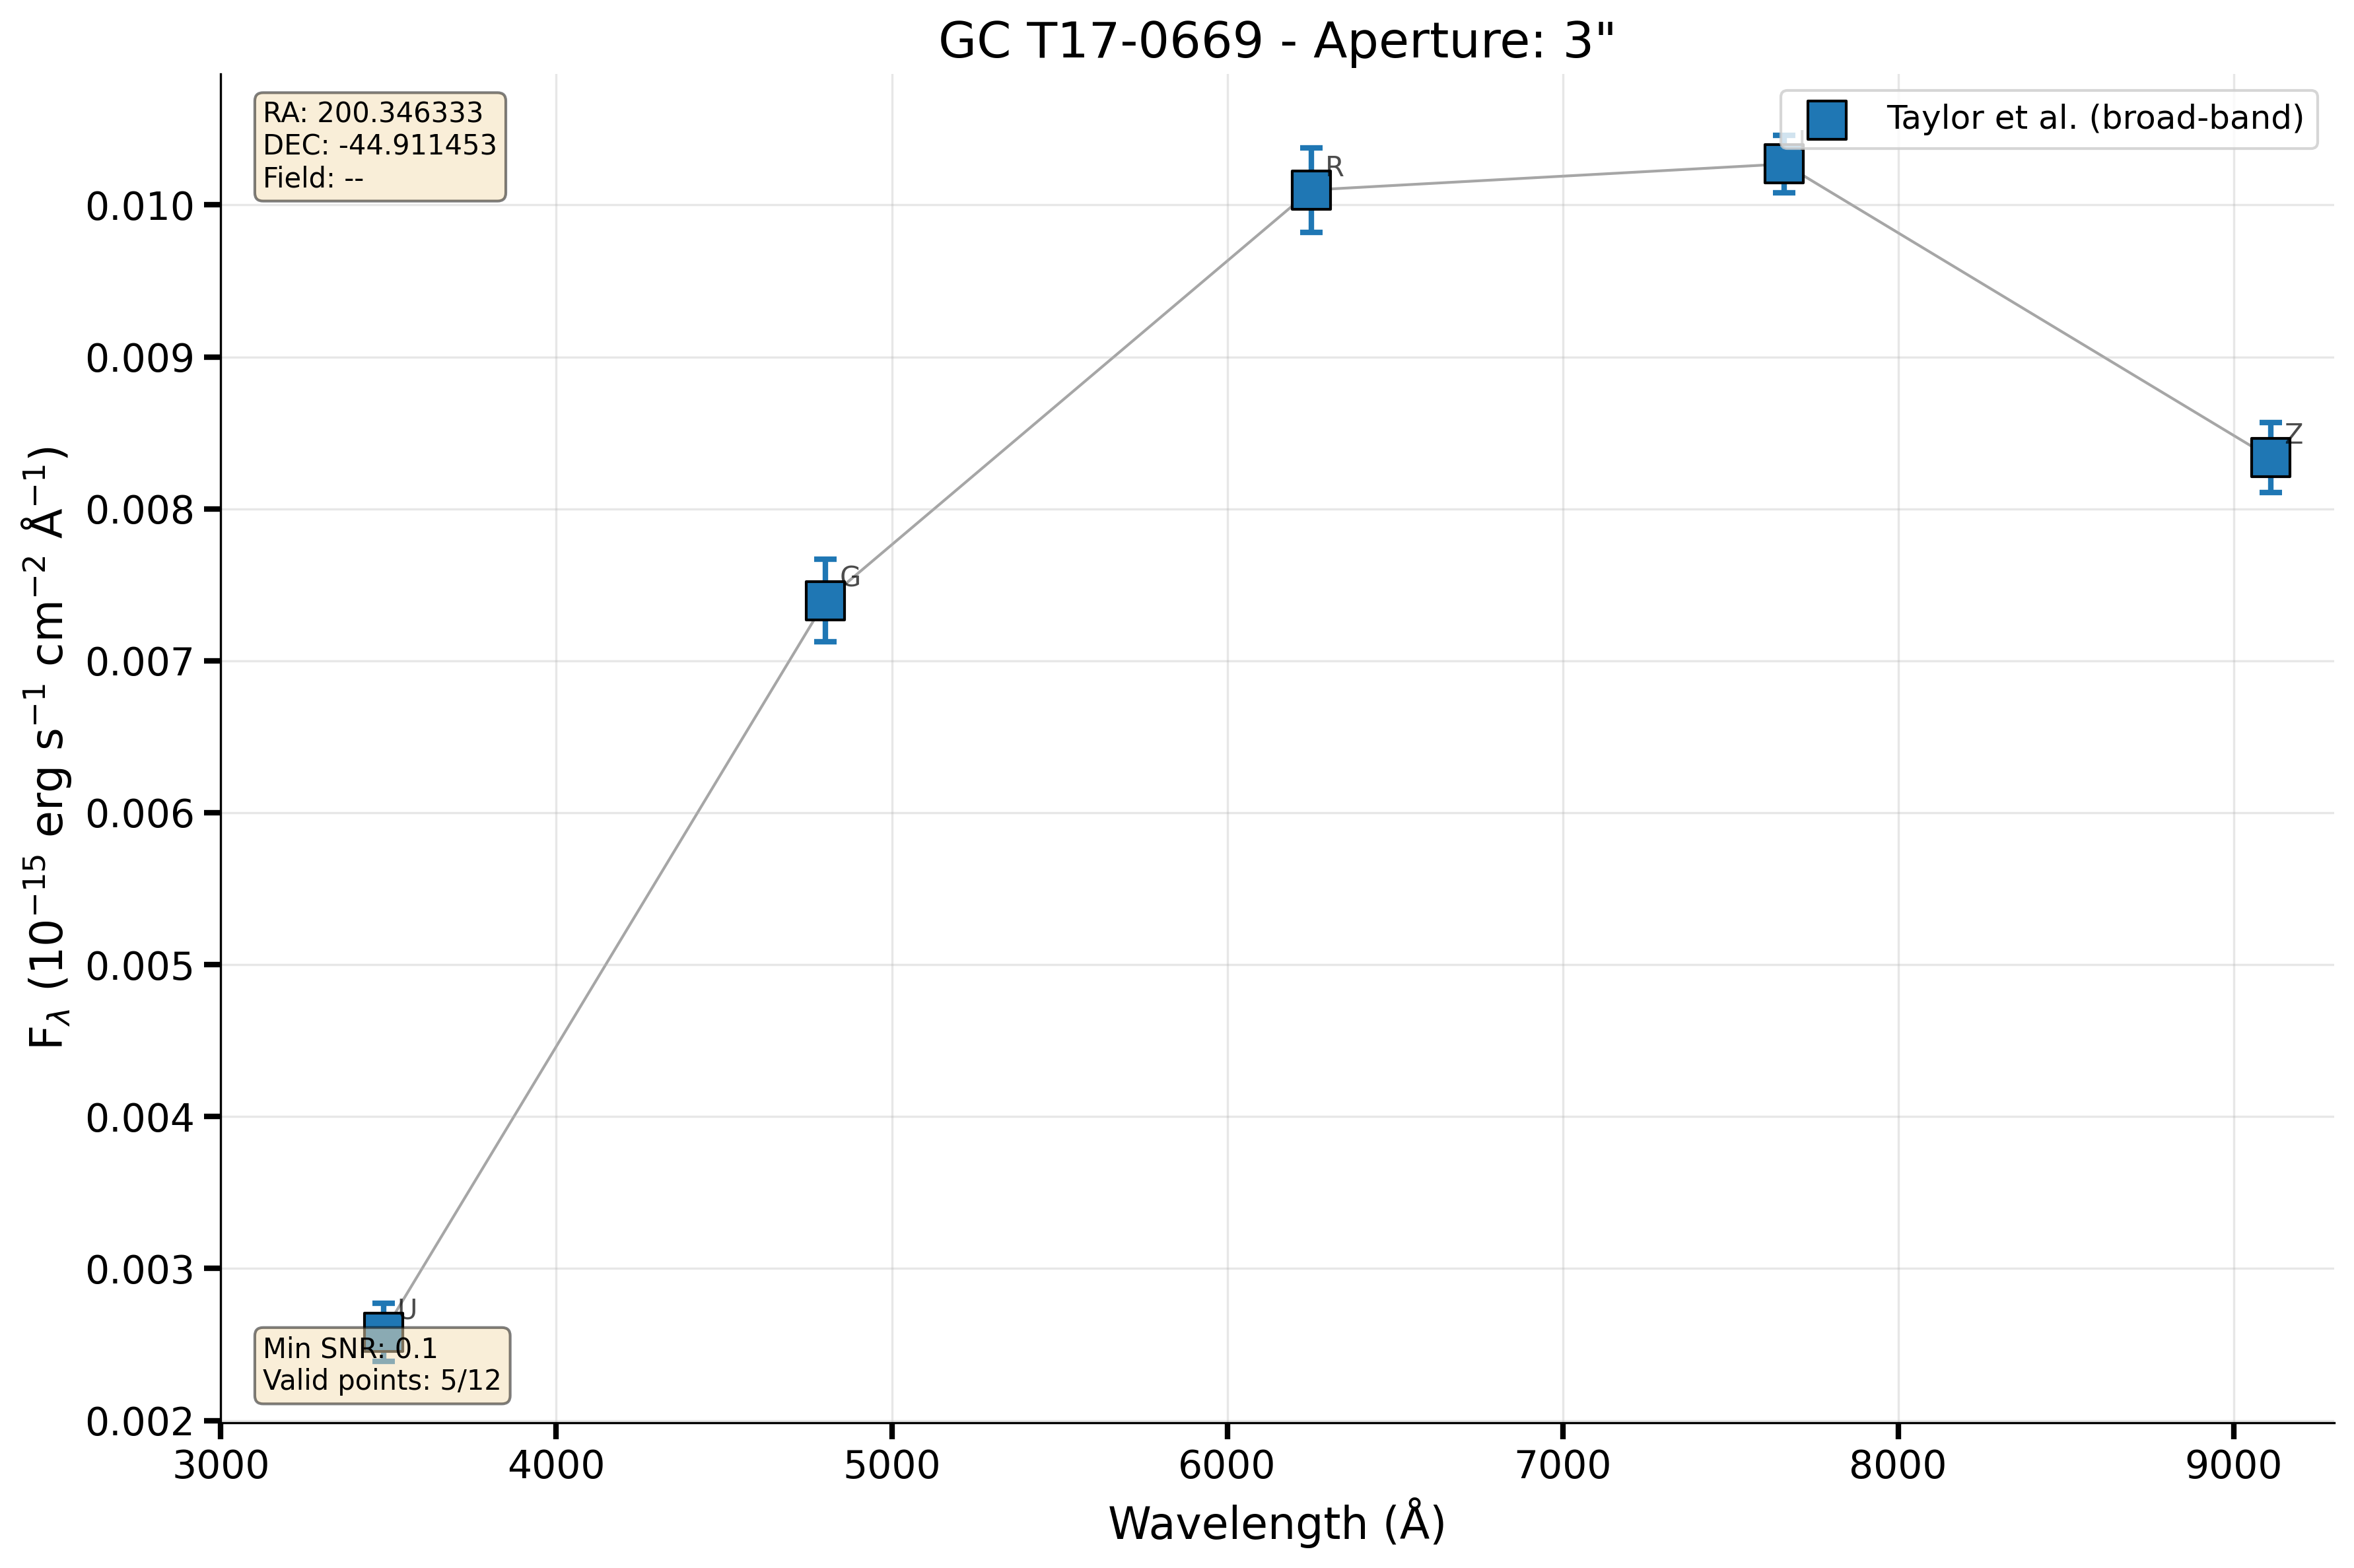 GC T17-0669 - Aperture: 3"
RA: 200.346333
DEC: -44.911453
Field: --
Taylor et al. (broad-band)
I
R
Z
G
U
Min SNR: 0.1
Valid points: 5/12
F_λ (10⁻¹⁵ erg s⁻¹ cm⁻² Å⁻¹)
0.010
0.009
0.008
0.007
0.006
0.005
0.004
0.003
0.002
3000 4000 5000 6000 7000 8000 9000
Wavelength (Å)